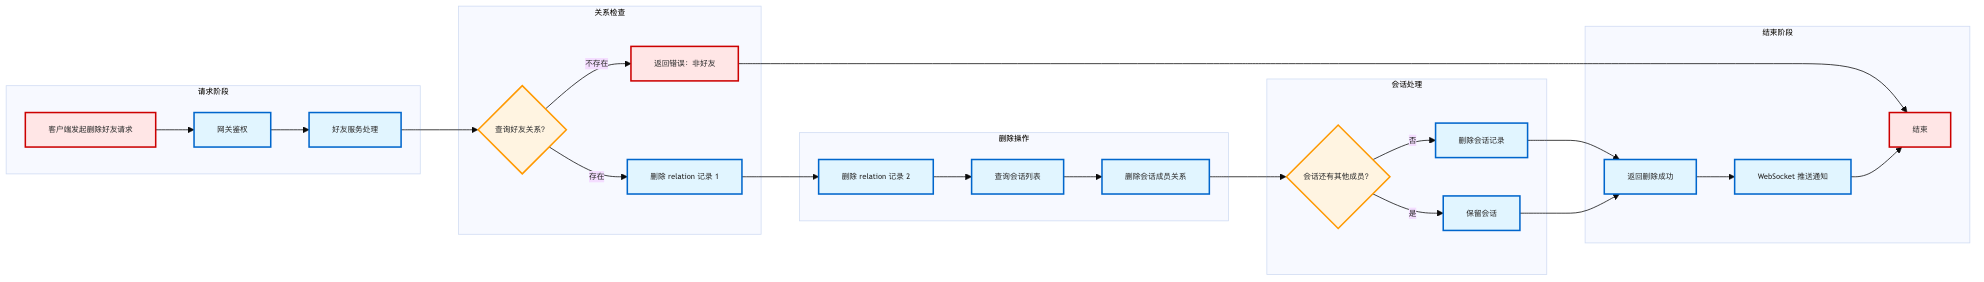 请求阶段
客户端发起删除好友请求
网关鉴权
好友服务处理
关系检查
查询好友关系?
不存在
返回错误：非好友
存在
删除 relation 记录 1
删除操作
删除 relation 记录 2
查询会话列表
删除会话成员关系
会话处理
会话还有其他成员?
否
删除会话记录
是
保留会话
结束阶段
返回删除成功
WebSocket 推送通知
结束